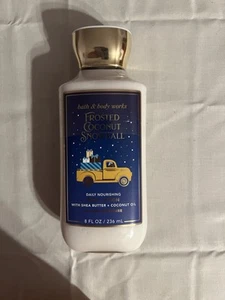 bath & body works
FROSTED
COCONUT
SNOWBALL
DAILY NOURISHING
WITH SHEA BUTTER + COCONUT OIL
8 FL OZ / 236 mL